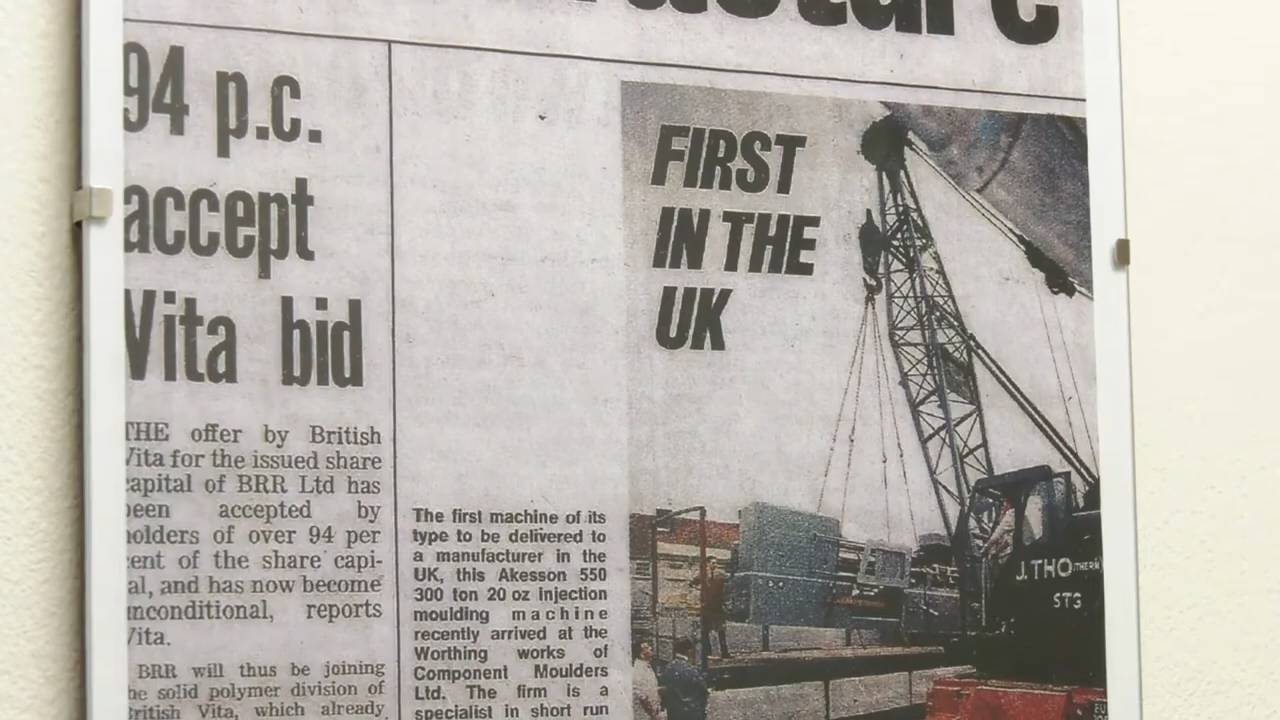 94 p.c.
accept
Vita bid
THE offer by British
Vita for the issued share
capital of BRR Ltd has
been accepted by
holders of over 94 per
cent of the share capi-
al, and has now become
unconditional, reports
Vita.
BRR will thus be joining
he solid polymer division of
British Vita, which already
The first machine of its
type to be delivered to
a manufacturer in the
UK, this Akesson 550
300 ton 20 oz injection
moulding machine
recently arrived at the
Worthing works of
Component Moulders
Ltd. The firm is a
specialist in short run
FIRST
IN THE
UK
J. THO
STG
EU